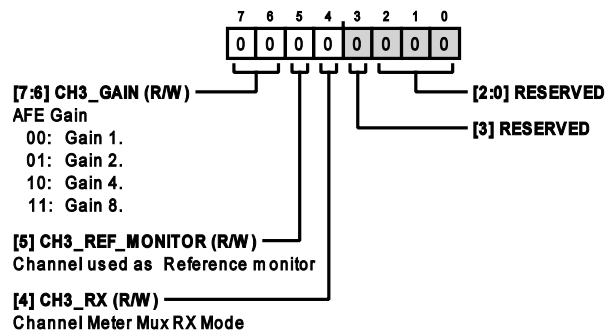 7 6 5 4 3 2 1 0
0 0 0 0 0 0 0 0
[7:6] CH3_GAIN (R/W)
AFE Gain
00: Gain 1.
01: Gain 2.
10: Gain 4.
11: Gain 8.
[5] CH3_REF_MONITOR (R/W)
Channel used as Reference monitor
[4] CH3_RX (R/W)
Channel Meter Mux RX Mode
[2:0] RESERVED
[3] RESERVED